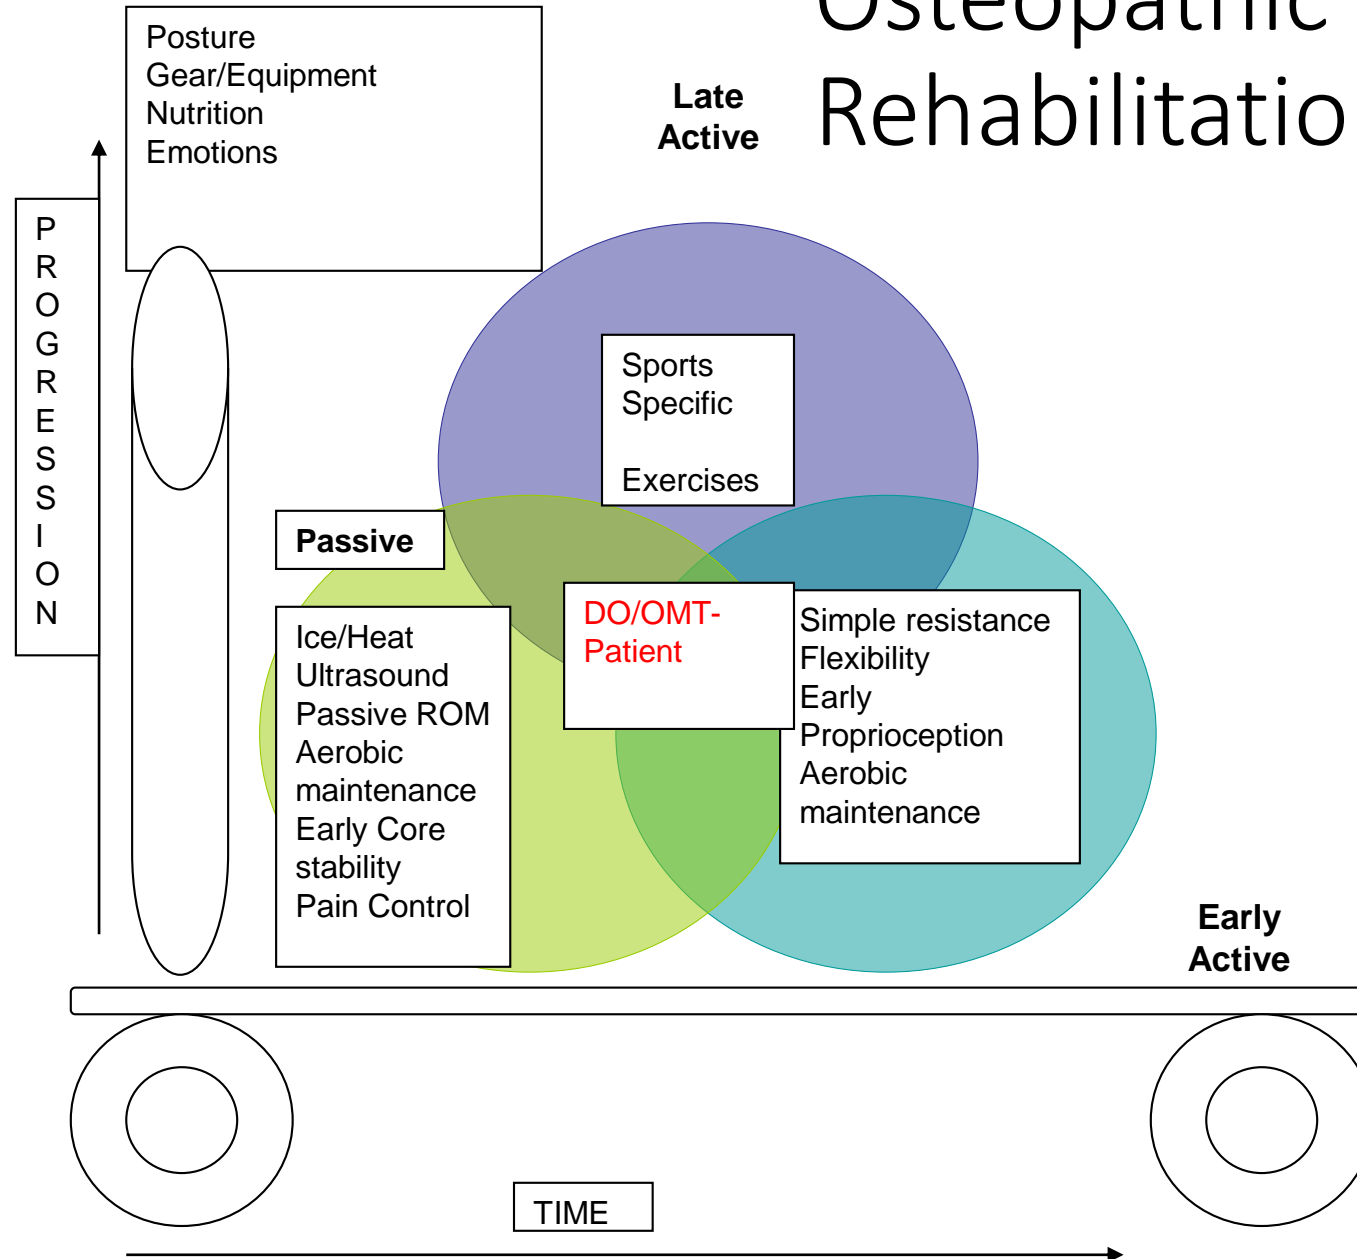 Osteopathic
Rehabilitatio
Posture
Gear/Equipment
Nutrition
Emotions
Late
Active
P
R
O
G
R
E
S
S
I
O
N
Sports
Specific
Exercises
Passive
Ice/Heat
Ultrasound
Passive ROM
Aerobic
maintenance
Early Core
stability
Pain Control
DO/OMT-
Patient
Simple resistance
Flexibility
Early
Proprioception
Aerobic
maintenance
Early
Active
TIME